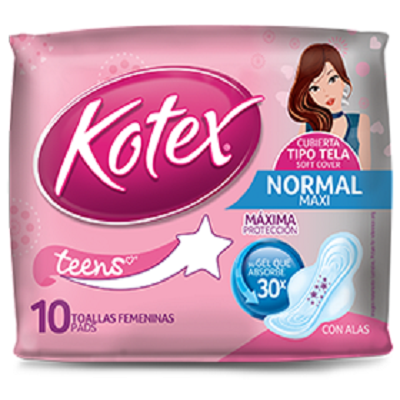 Kotex®
CUBIERTA
TIPO TELA
SOFT COVER
NORMAL
MAXI
MÁXIMA
PROTECCIÓN
teens
GEL QUE
ABSORBE
30X
10 TOALLAS FEMENINAS
PADS
CON ALAS